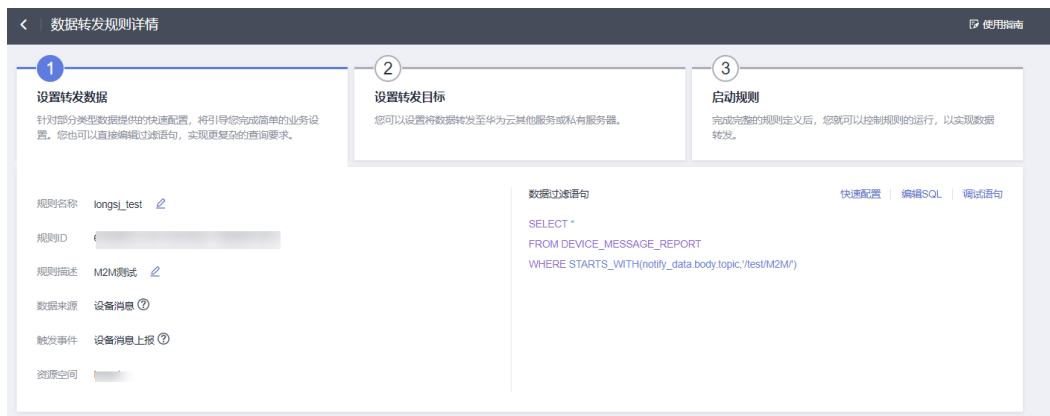 数据转发规则详情
使用指南
1
设置转发数据
针对部分类型数据提供的快速配置，将引导您完成简单的业务设
置。您也可以直接编辑过滤语句，实现更复杂的查询要求。
2
设置转发目标
您可以设置将数据转发至华为云其他服务或私有服务器。
3
启动规则
完成完整的规则定义后，您就可以控制规则的运行，以实现数据
转发。
规则名称 longsj_test
规则ID
规则描述 M2M测试
数据来源 设备消息
触发事件 设备消息上报
资源空间
数据过滤语句
快速配置 编辑SQL 调试语句
SELECT *
FROM DEVICE_MESSAGE_REPORT
WHERE STARTS_WITH(notify_data.body.topic,'/test/M2M/')